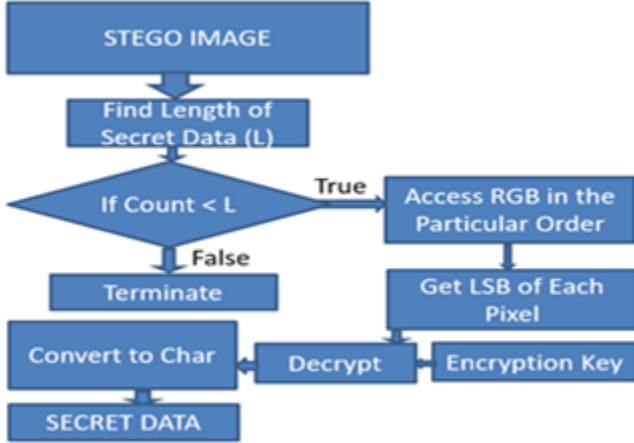 STEGO IMAGE
Find Length of
Secret Data (L)
If Count < L
True
Access RGB in the
Particular Order
False
Terminate
Get LSB of Each
Pixel
Convert to Char
Decrypt
Encryption Key
SECRET DATA